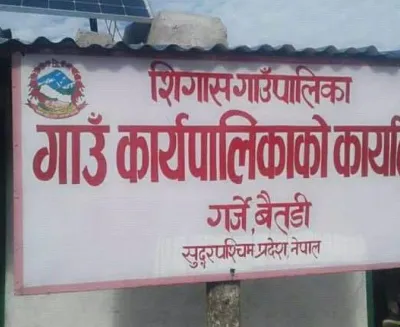 शिगास गाउँपालिका
गाउँ कार्यपालिकाको कार्याल
गर्जे, बैतडी
सुदूरपश्चिम प्रदेश, नेपाल